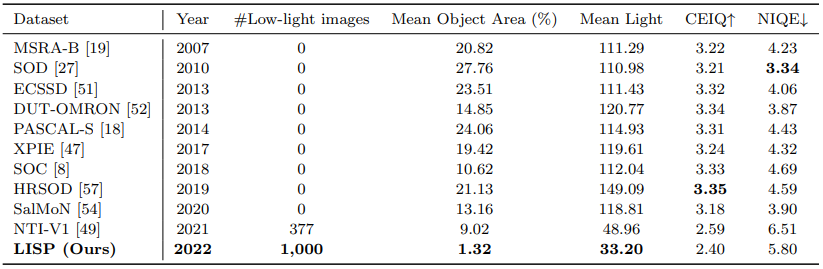 Dataset Year #Low-light images Mean Object Area (%) Mean Light CEIQ↑ NIQE↓
MSRA-B [19] 2007 0 20.82 111.29 3.22 4.23
SOD [27] 2010 0 27.76 110.98 3.21 3.34
ECSSD [51] 2013 0 23.51 111.43 3.32 4.06
DUT-OMRON [52] 2013 0 14.85 120.77 3.34 3.87
PASCAL-S [18] 2014 0 24.06 114.93 3.31 4.43
XPIE [47] 2017 0 19.42 119.61 3.24 4.32
SOC [8] 2018 0 10.62 112.04 3.33 4.69
HRSOD [57] 2019 0 21.13 149.09 3.35 4.59
SalMoN [54] 2020 0 13.16 118.81 3.18 3.90
NTI-V1 [49] 2021 377 9.02 48.96 2.59 6.51
LISP (Ours) 2022 1,000 1.32 33.20 2.40 5.80